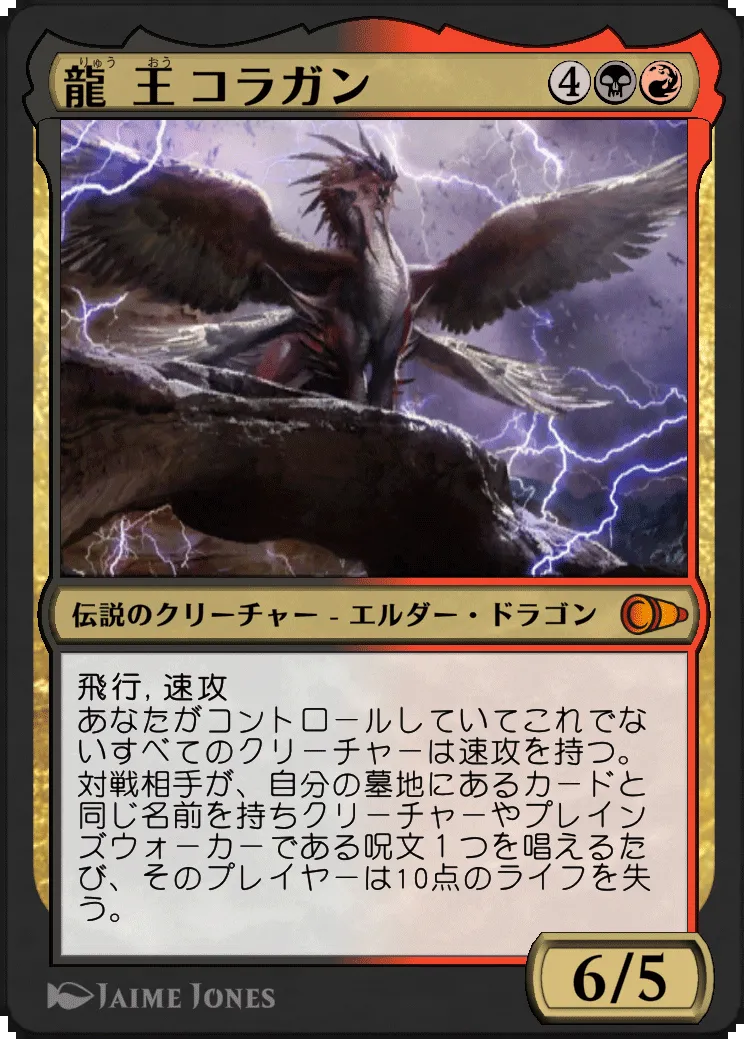 りゅう おう
龍 王 コラガン
4
伝説のクリーチャー - エルダー・ドラゴン
飛行, 速攻
あなたがコントロールしていてこれでな
いすべてのクリーチャーは速攻を持つ。
対戦相手が、自分の墓地にあるカードと
同じ名前を持ちクリーチャーやプレイン
ズウォーカーである呪文１つを唱えるた
び、そのプレイヤーは10点のライフを失
う。
6/5
JAIME JONES